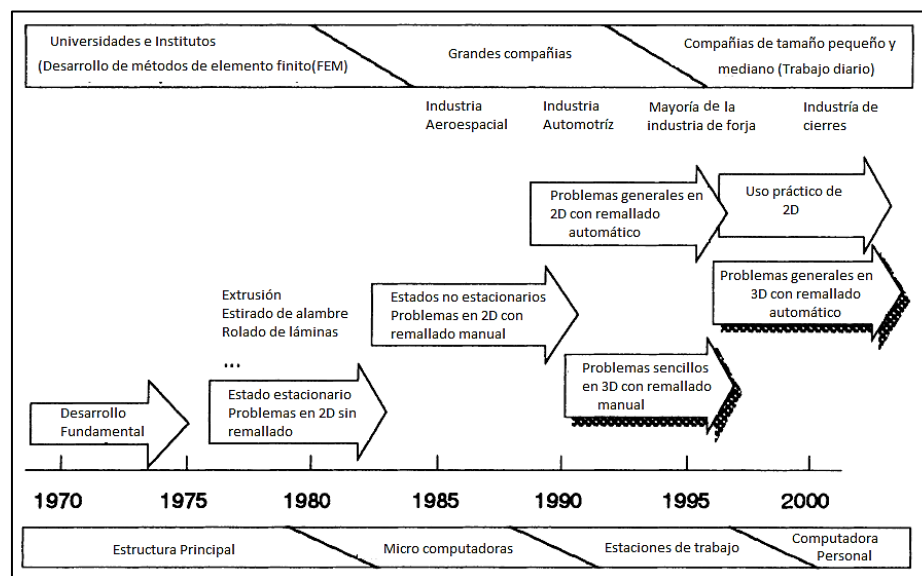 Universidades e Institutos
(Desarrollo de métodos de elemento finito(FEM)
Grandes compañias
Compañias de tamaño pequeño y
mediano (Trabajo diario)
Industria
Aeroespacial
Industria
Automotríz
Mayoría de la
industria de forja
Industría de
cierres
Problemas generales en
2D con remallado
automático
Uso práctico de
2D
Extrusión
Estirado de alambre
Rolado de láminas
...
Estados no estacionarios
Problemas en 2D con
remallado manual
Problemas generales en
3D con remallado
automático
Desarrollo
Fundamental
Estado estacionario
Problemas en 2D sin
remallado
Problemas sencillos
en 3D con remallado
manual
1970 1975 1980 1985 1990 1995 2000
Estructura Principal
Micro computadoras
Estaciones de trabajo
Computadora
Personal